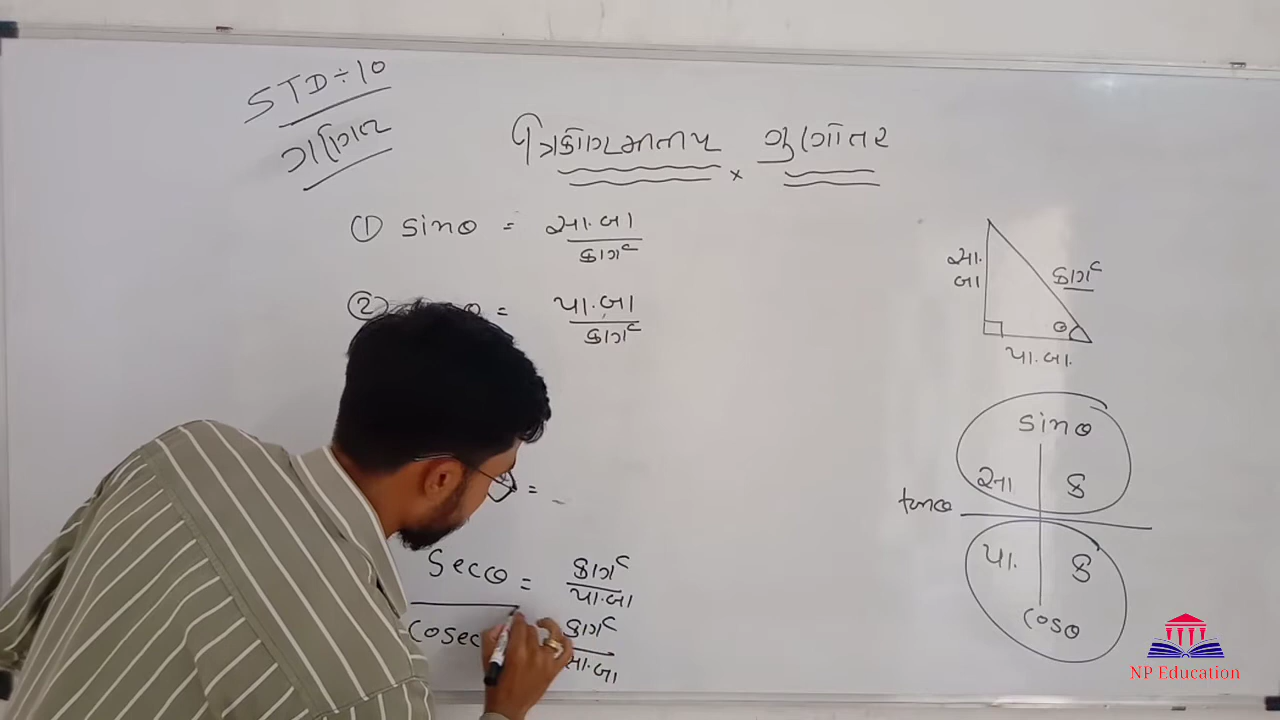 STD÷10
ગણિત
ત્રિકોણમિતીય × ગુણોત્તર
① sinθ = સા.બા / કર્ણ
② θ = પા.બા / કર્ણ
= -
Secθ = કર્ણ / પા.બા
cosec કર્ણ / સા.બા
સા. બા
કર્ણ
θ
પા.બા.
sinθ
સા ક
tanθ
પા. ક
cosθ
NP Education